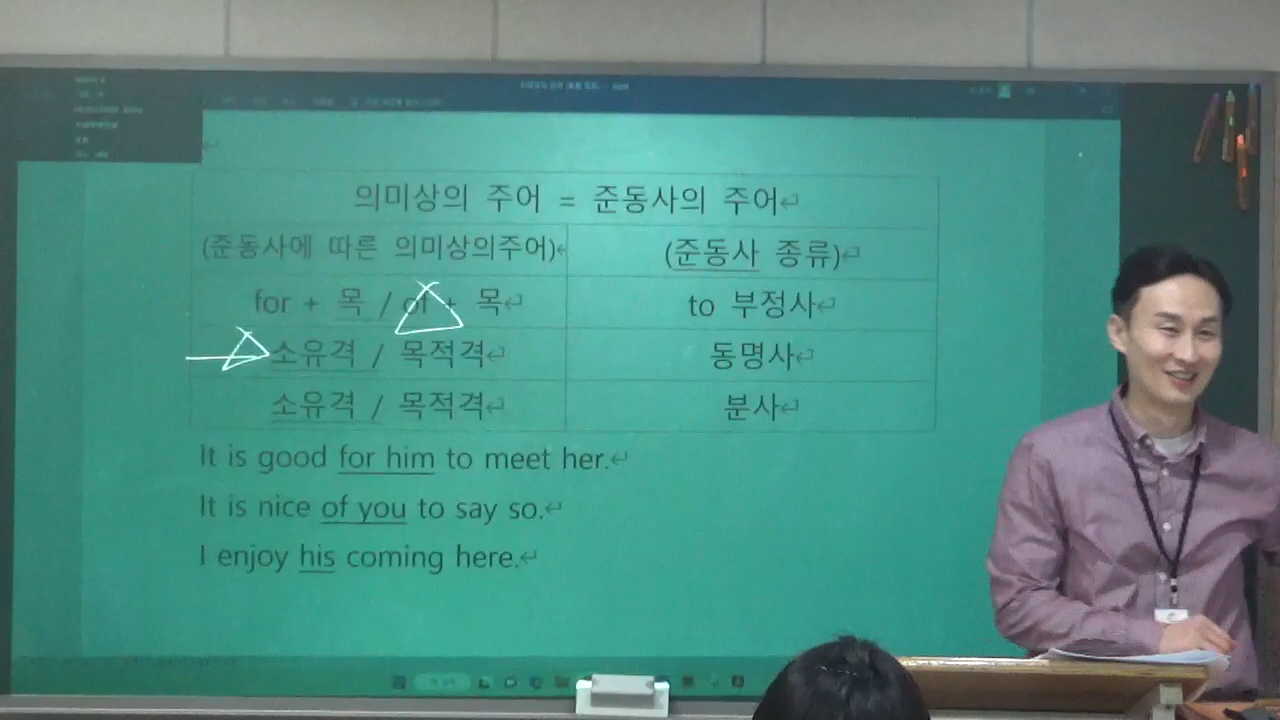 의미상의 주어 = 준동사의 주어
(준동사에 따른 의미상의주어) (준동사 종류)
for + 목 / of + 목 to 부정사
소유격 / 목적격 동명사
소유격 / 목적격 분사
It is good for him to meet her.
It is nice of you to say so.
I enjoy his coming here.